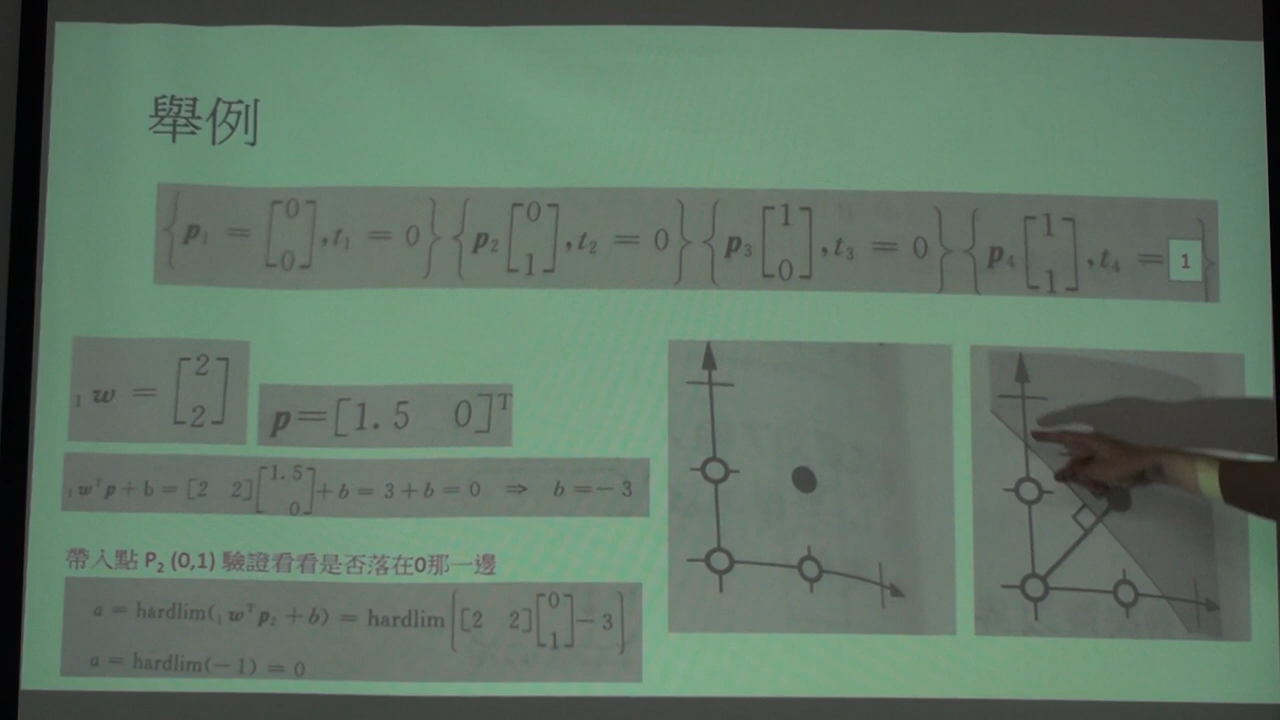 舉例
{p₁ = [0 0], t₁ = 0} {p₂ [0 1], t₂ = 0} {p₃ [1 0], t₃ = 0} {p₄ [1 1], t₄ = 1}
₁w = [2 2]
p=[1.5 0]ᵀ
₁wᵀp+b=[2 2][1.5 0]+b=3+b=0 ⇒ b=-3
帶入點 P₂ (0,1) 驗證看看是否落在0那一邊
a = hardlim(₁wᵀp₂+b) = hardlim([2 2][0 1]-3)
a = hardlim(-1) = 0